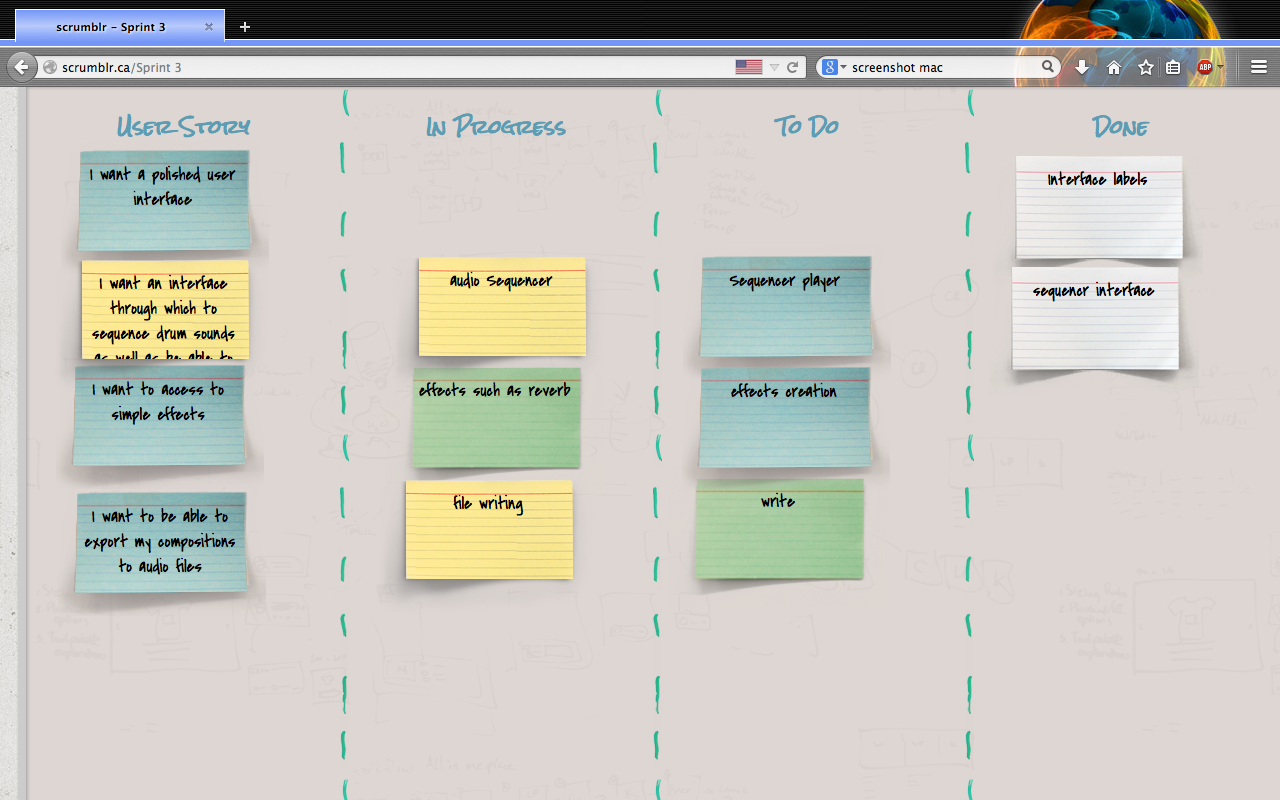 scrumblr - Sprint 3
scrumblr.ca/Sprint 3
screenshot mac
ABP
User Story
In Progress
To Do
Done
I want a polished user
interface
I want an interface
through which to
sequence drum sounds
as well as be able to
I want to access to
simple effects
I want to be able to
export my compositions
to audio files
audio Sequencer
effects such as reverb
file writing
Sequencer player
effects creation
write
Interface labels
sequencr interface